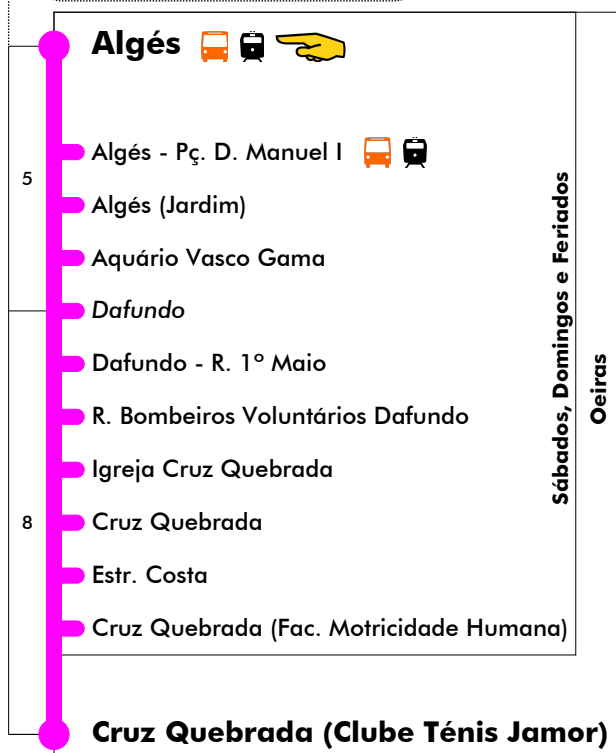 Algés
Algés - Pç. D. Manuel I
5
Algés (Jardim)
Aquário Vasco Gama
Dafundo
Dafundo - R. 1º Maio
R. Bombeiros Voluntários Dafundo
Igreja Cruz Quebrada
8
Cruz Quebrada
Estr. Costa
Cruz Quebrada (Fac. Motricidade Humana)
Cruz Quebrada (Clube Ténis Jamor)
Sábados, Domingos e Feriados
Oeiras